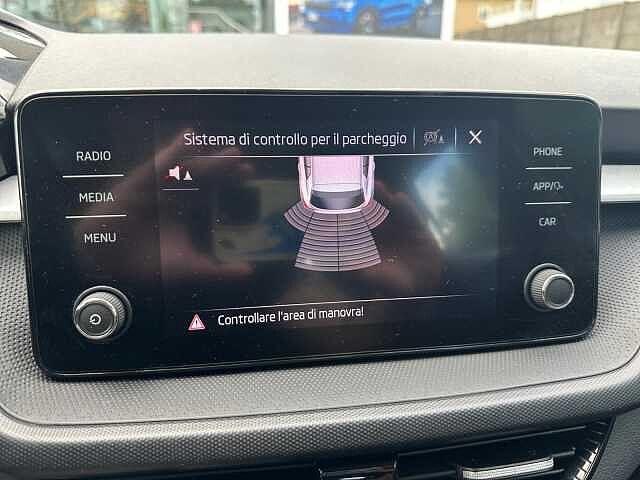 Sistema di controllo per il parcheggio
RADIO
MEDIA
MENU
PHONE
APP/
CAR
Controllare l'area di manovra!